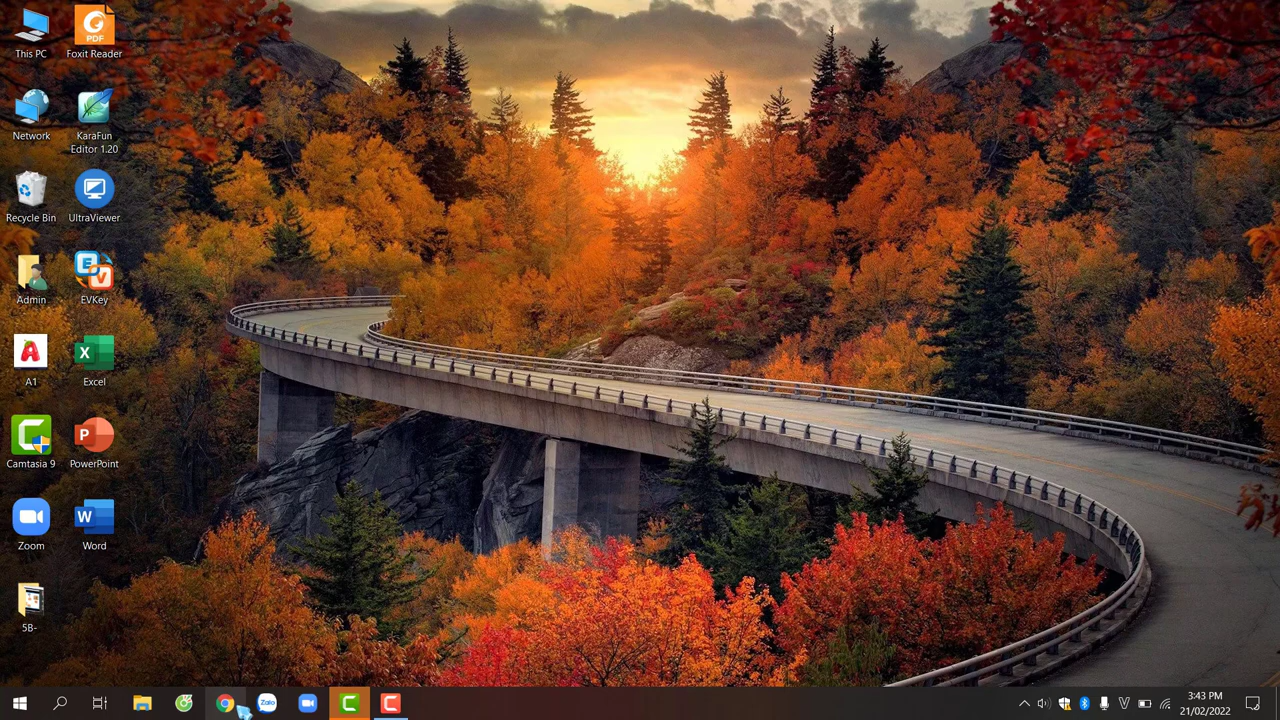 This PC
Foxit Reader
PDF
Network
KaraFun
Editor 1.20
Recycle Bin
UltraViewer
Admin
EVKey
E
V
A1
Excel
X
Camtasia 9
PowerPoint
P
Zoom
Word
W
5B-
Zalo
V
3:43 PM
21/02/2022